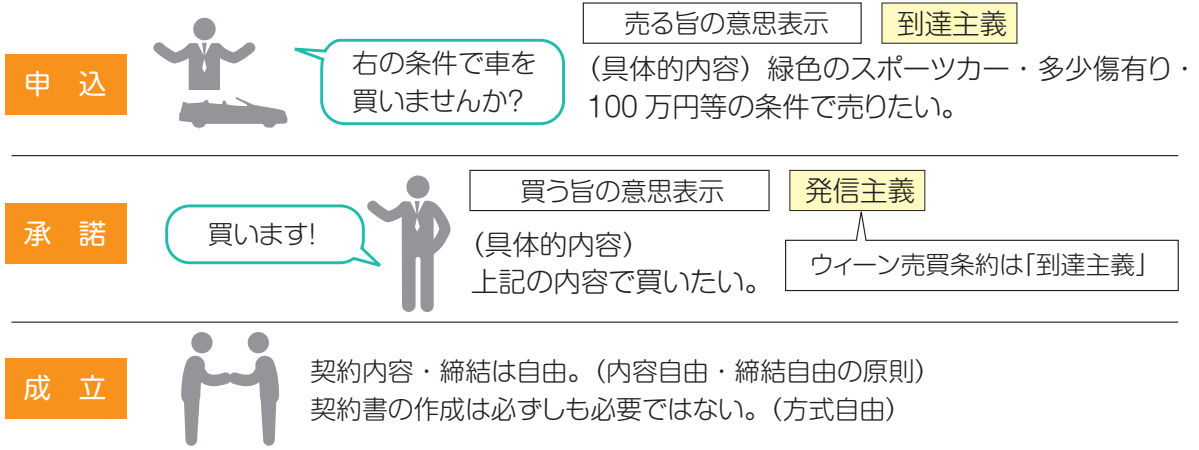 申 込
右の条件で車を
買いませんか?
売る旨の意思表示
到達主義
(具体的内容)緑色のスポーツカー・多少傷有り・
100 万円等の条件で売りたい。
承 諾
買います!
買う旨の意思表示
発信主義
(具体的内容)
上記の内容で買いたい。
ウィーン売買条約は「到達主義」
成 立
契約内容・締結は自由。(内容自由・締結自由の原則)
契約書の作成は必ずしも必要ではない。(方式自由)